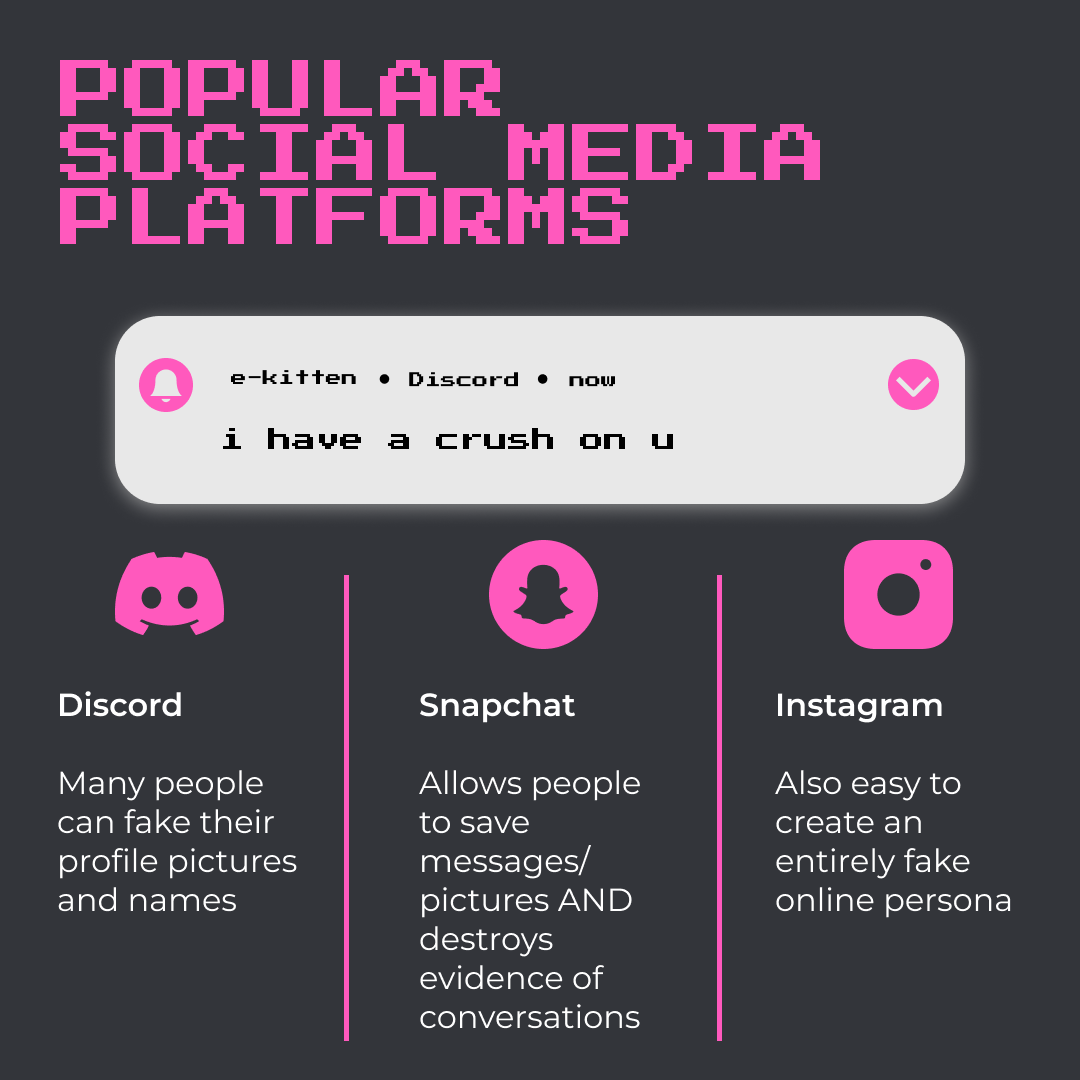 POPULAR
SOCIAL MEDIA
PLATFORMS
e-kitten • Discord • now
i have a crush on u
Discord
Many people
can fake their
profile pictures
and names
Snapchat
Allows people
to save
messages/
pictures AND
destroys
evidence of
conversations
Instagram
Also easy to
create an
entirely fake
online persona